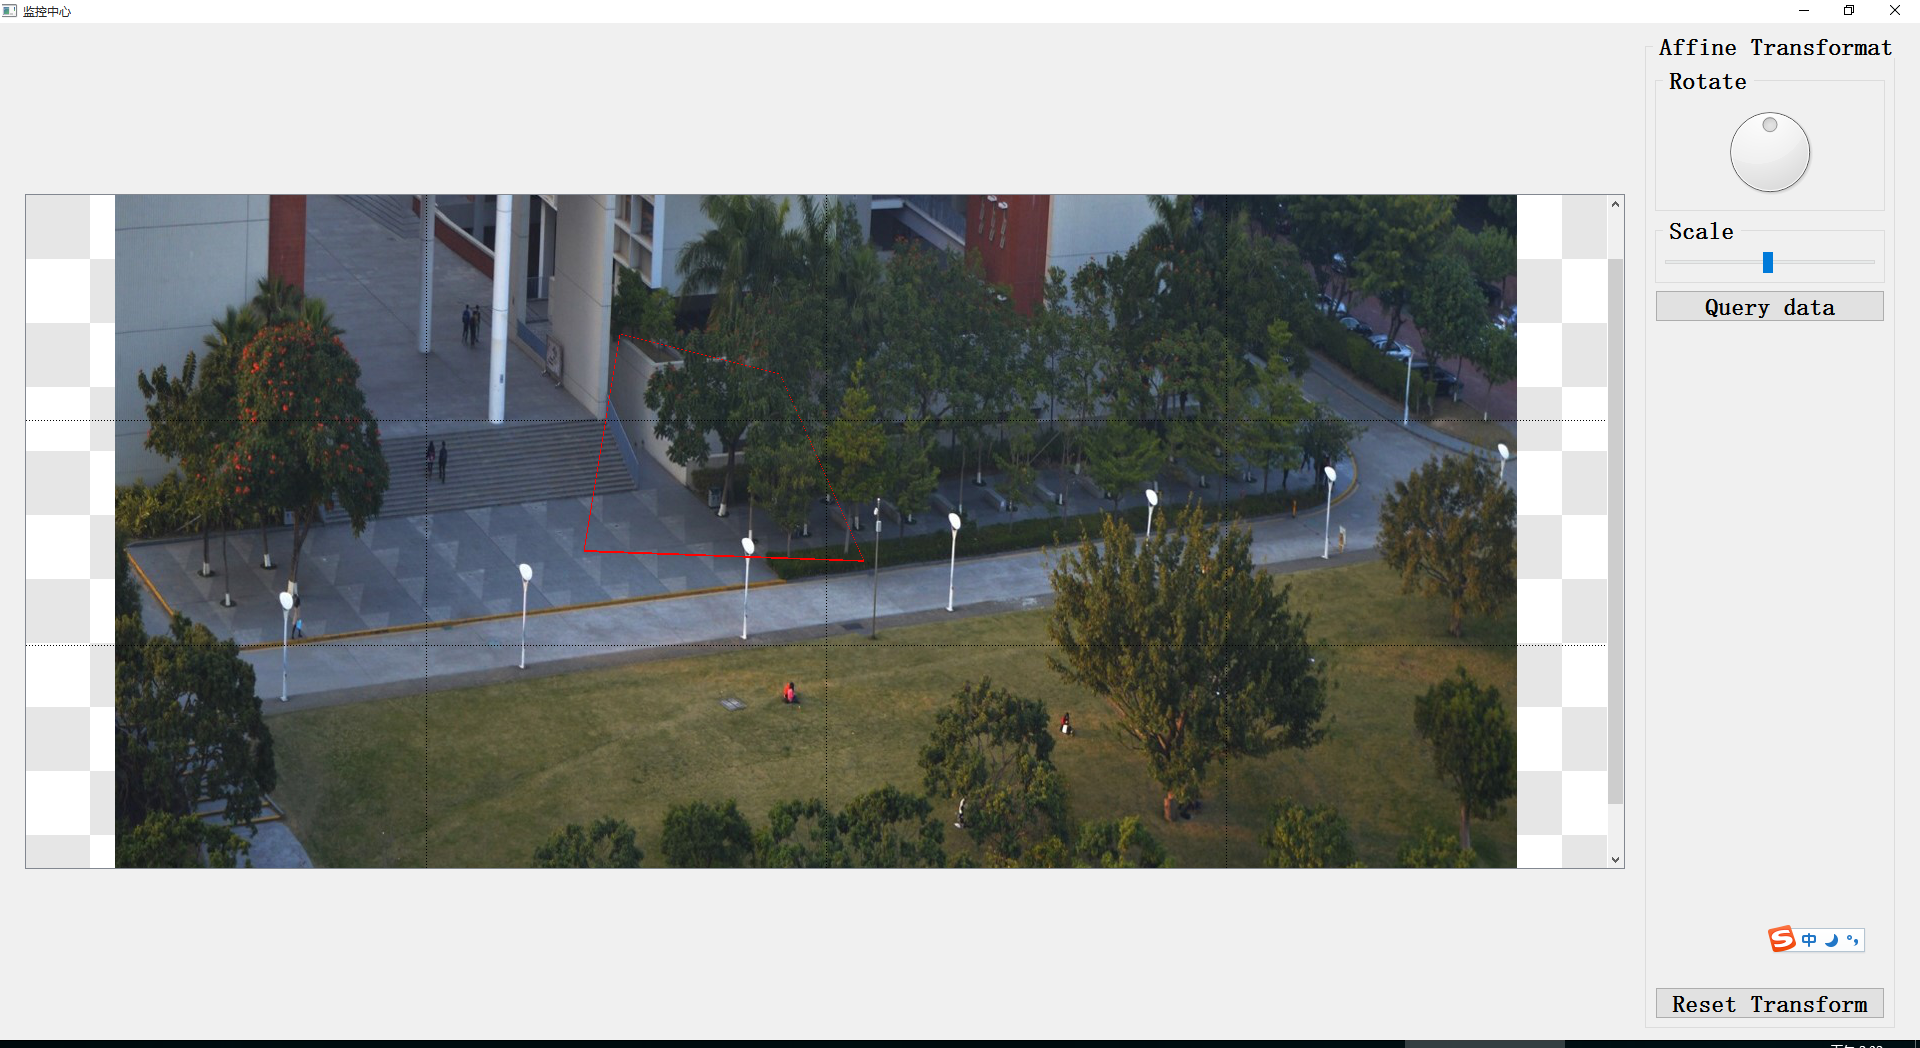 监控中心
Affine Transformat
Rotate
Scale
Query data
中
Reset Transform